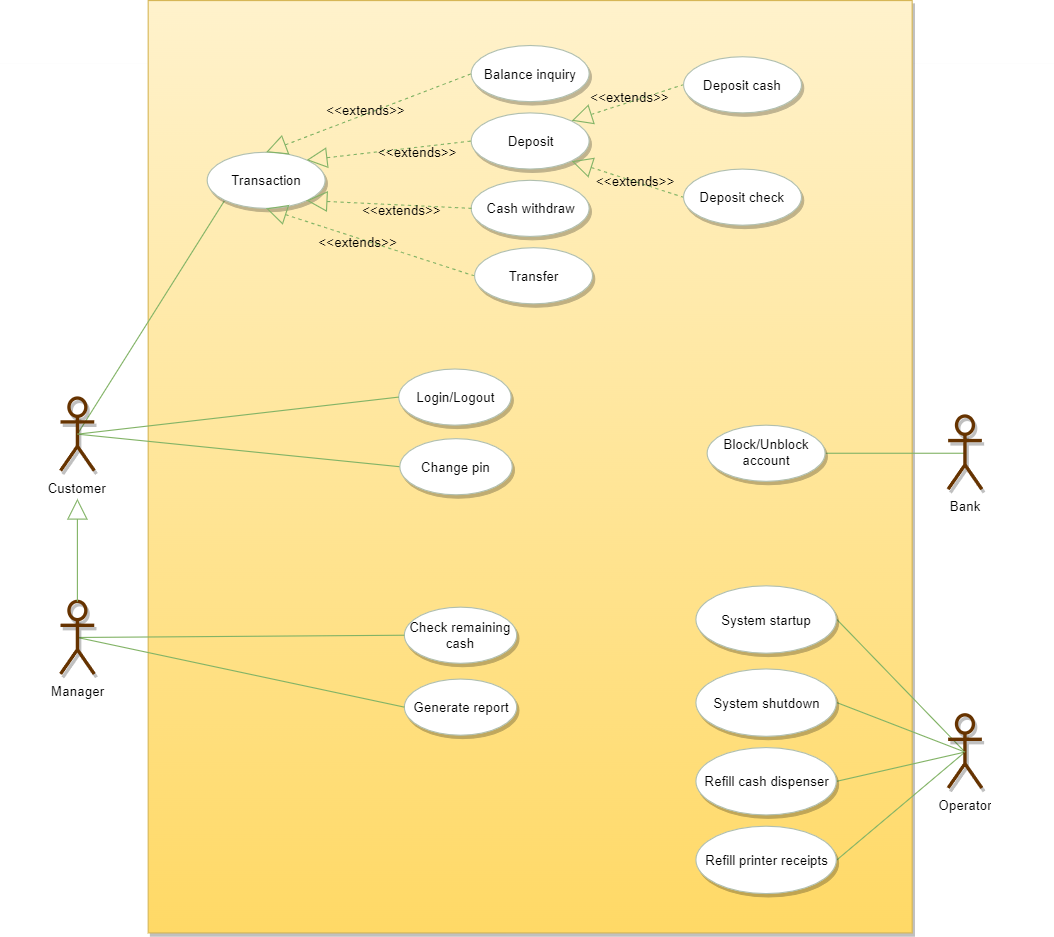 Balance inquiry
Deposit cash
<<extends>>
<<extends>>
Deposit
<<extends>>
Transaction
<<extends>>
Deposit check
Cash withdraw
<<extends>>
<<extends>>
Transfer
Login/Logout
Change pin
Customer
Block/Unblock
account
Bank
Check remaining
cash
Generate report
Manager
System startup
System shutdown
Refill cash dispenser
Operator
Refill printer receipts